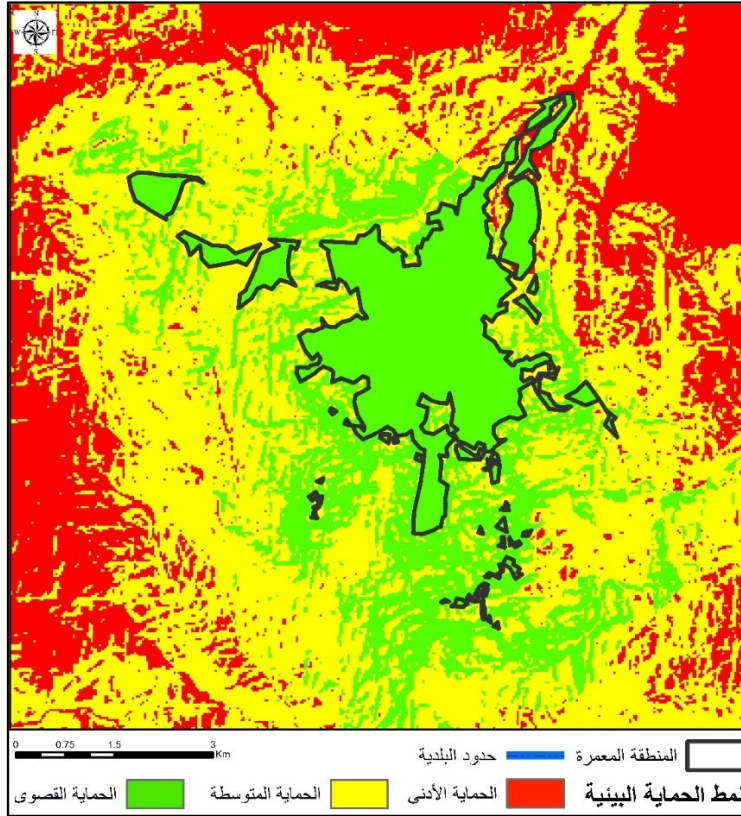 N
W E
S
0 0.75 1.5 3
Km
حدود البلدية
المنطقة المعمرة
نمط الحماية البيئية
الحماية الأدنى
الحماية المتوسطة
الحماية القصوى